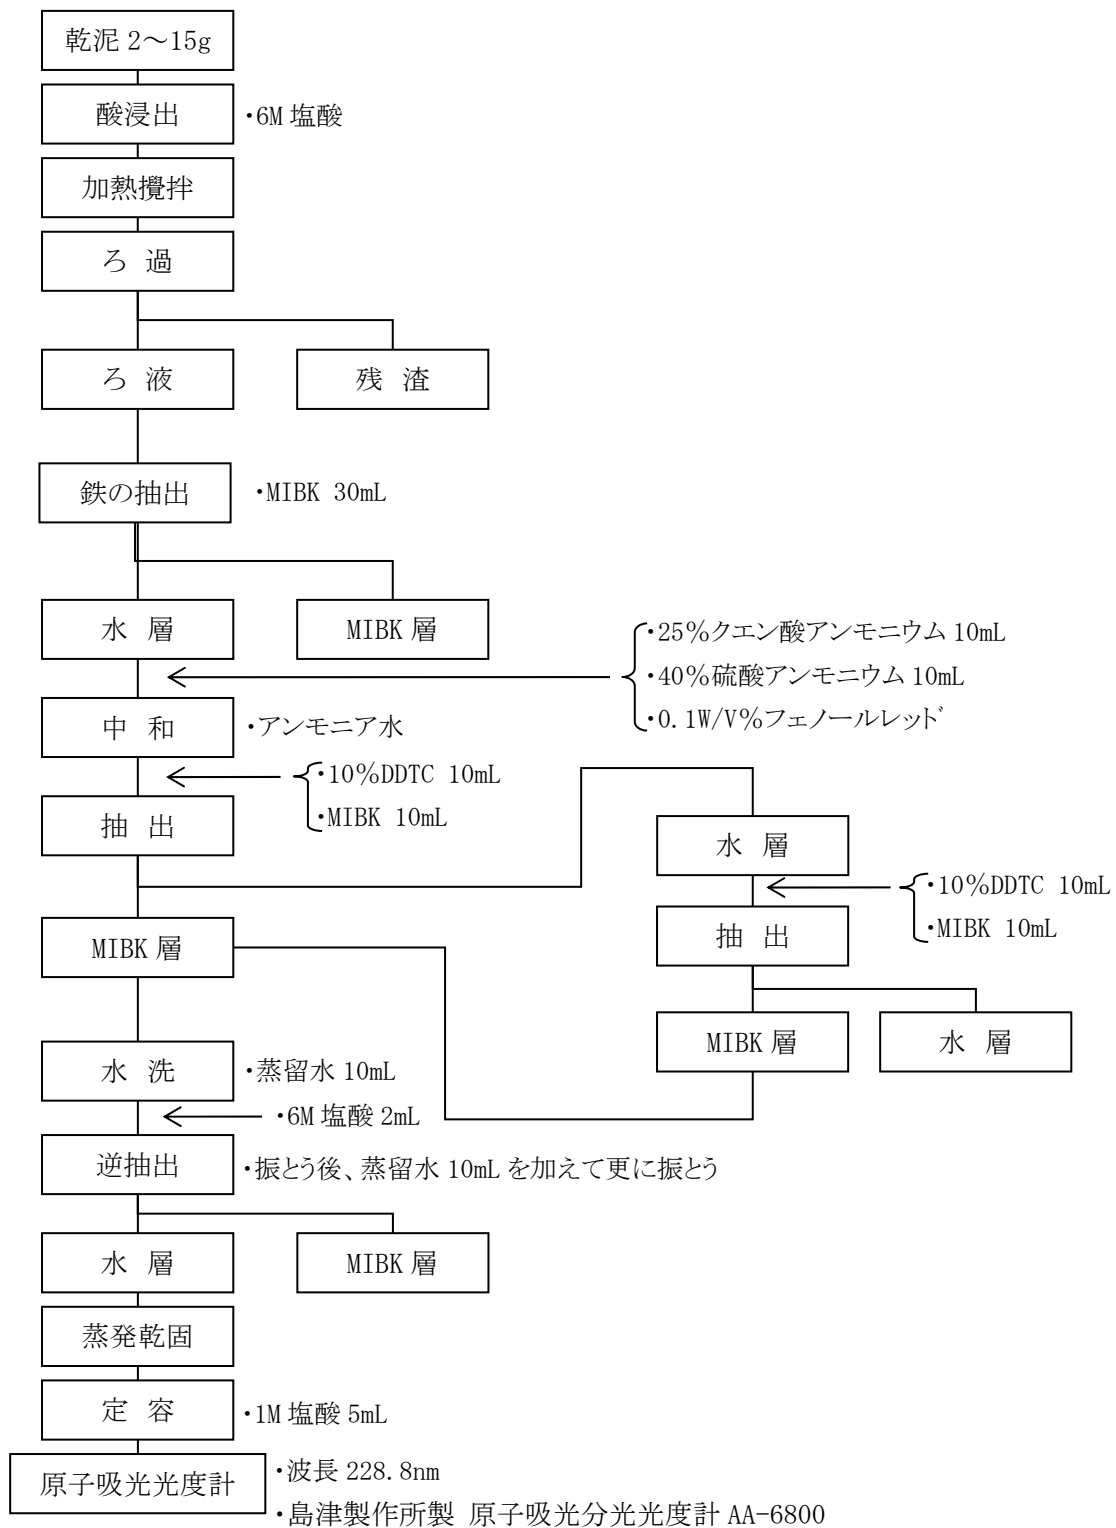 乾泥 2～15g
酸浸出 ・6M 塩酸
加熱攪拌
ろ 過
ろ 液 残 渣
鉄の抽出 ・MIBK 30mL
水 層 MIBK 層
・25％クエン酸アンモニウム 10mL
・40％硫酸アンモニウム 10mL
・0.1W/V％フェノールレッド
中 和 ・アンモニア水
・10％DDTC 10mL
・MIBK 10mL
抽 出
水 層
・10％DDTC 10mL
・MIBK 10mL
抽 出
MIBK 層
MIBK 層 水 層
水 洗 ・蒸留水 10mL
・6M 塩酸 2mL
逆抽出 ・振とう後、蒸留水 10mL を加えて更に振とう
水 層 MIBK 層
蒸発乾固
定 容 ・1M 塩酸 5mL
原子吸光光度計 ・波長 228.8nm
・島津製作所製 原子吸光分光光度計 AA-6800